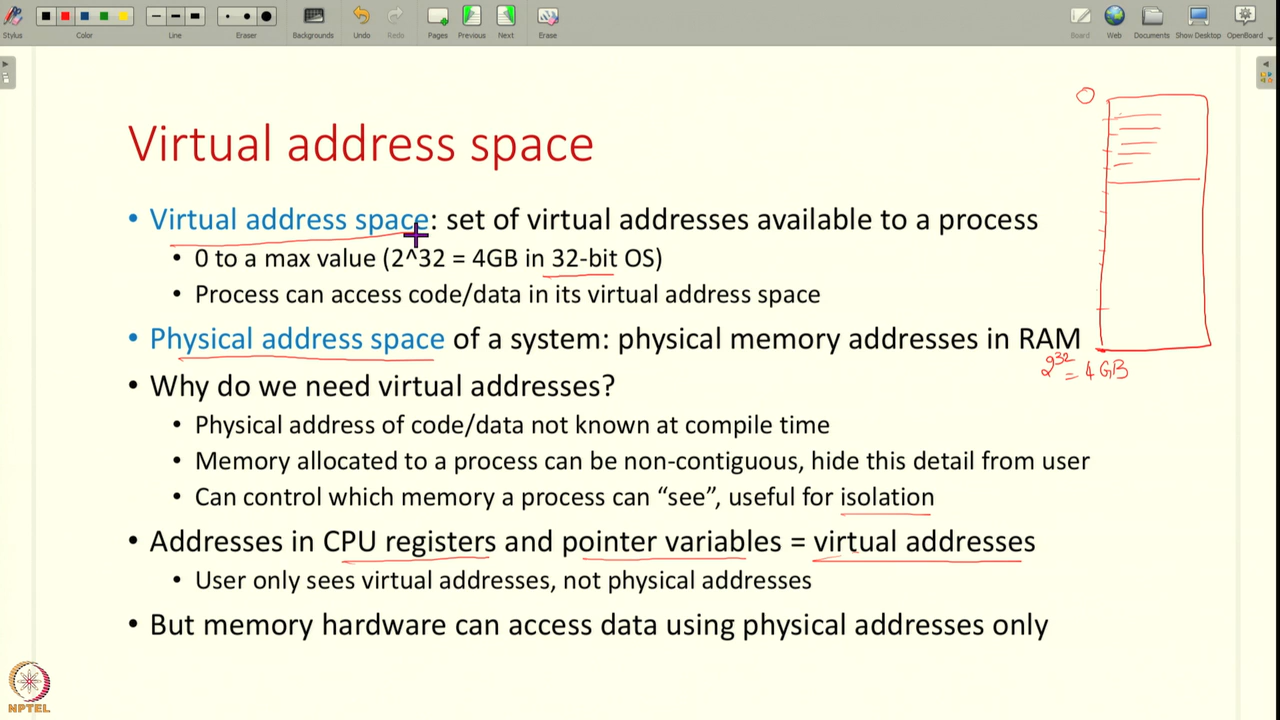 Stylus Color Line Eraser Backgrounds Undo Redo Pages Previous Next Erase Board Web Documents Show Desktop OpenBoard
0
Virtual address space
• Virtual address space: set of virtual addresses available to a process
• 0 to a max value (2^32 = 4GB in 32-bit OS)
• Process can access code/data in its virtual address space
• Physical address space of a system: physical memory addresses in RAM
2^32 = 4 GB
• Why do we need virtual addresses?
• Physical address of code/data not known at compile time
• Memory allocated to a process can be non-contiguous, hide this detail from user
• Can control which memory a process can “see”, useful for isolation
• Addresses in CPU registers and pointer variables = virtual addresses
• User only sees virtual addresses, not physical addresses
• But memory hardware can access data using physical addresses only
NPTEL